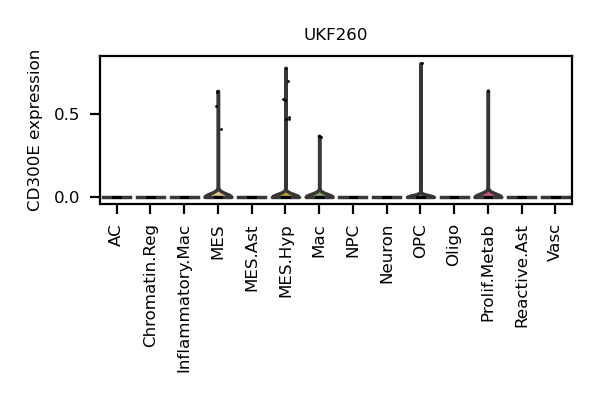 UKF260
CD300E expression
0.5
0.0
AC
Chromatin.Reg
Inflammatory.Mac
MES
MES.Ast
MES.Hyp
Mac
NPC
Neuron
OPC
Oligo
Prolif.Metab
Reactive.Ast
Vasc